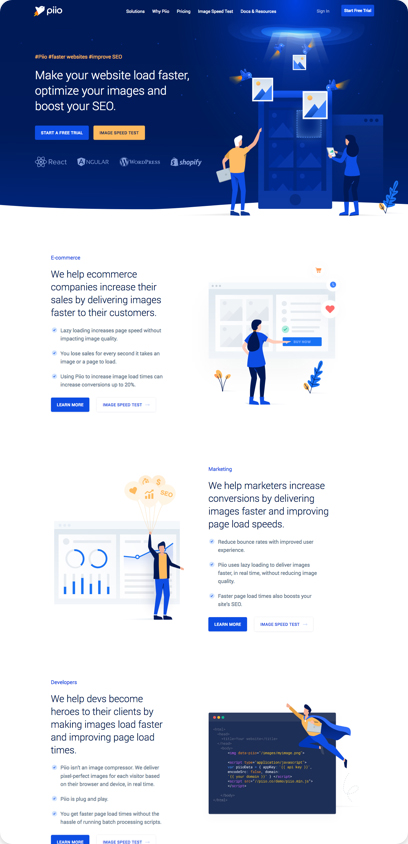 piio
Solutions Why Piio Pricing Image Speed Test Docs & Resources Sign In Start Free Trial
#Piio #faster websites #improve SEO
Make your website load faster,
optimize your images and
boost your SEO.
START A FREE TRIAL IMAGE SPEED TEST
React ANGULAR WORDPRESS shopify
E-commerce
We help ecommerce
companies increase their
sales by delivering images
faster to their customers.
Lazy loading increases page speed without
impacting image quality.
You lose sales for every second it takes an
image or a page to load.
Using Piio to increase image load times can
increase conversions up to 20%.
LEARN MORE IMAGE SPEED TEST
BUY NOW
Marketing
We help marketers increase
conversions by delivering
images faster and improving
page load speeds.
Reduce bounce rates with improved user
experience.
Piio uses lazy loading to deliver images
faster, in real time, without reducing image
quality.
Faster page load times also boosts your
site's SEO.
LEARN MORE IMAGE SPEED TEST
SEO
Developers
We help devs become
heroes to their clients by
making images load faster
and improving page load
times.
Piio isn't an image compressor. We deliver
pixel-perfect images for each visitor based
on their browser and device, in real time.
Piio is plug and play.
You get faster page load times without the
hassle of running batch processing scripts.
LEARN MORE IMAGE SPEED TEST